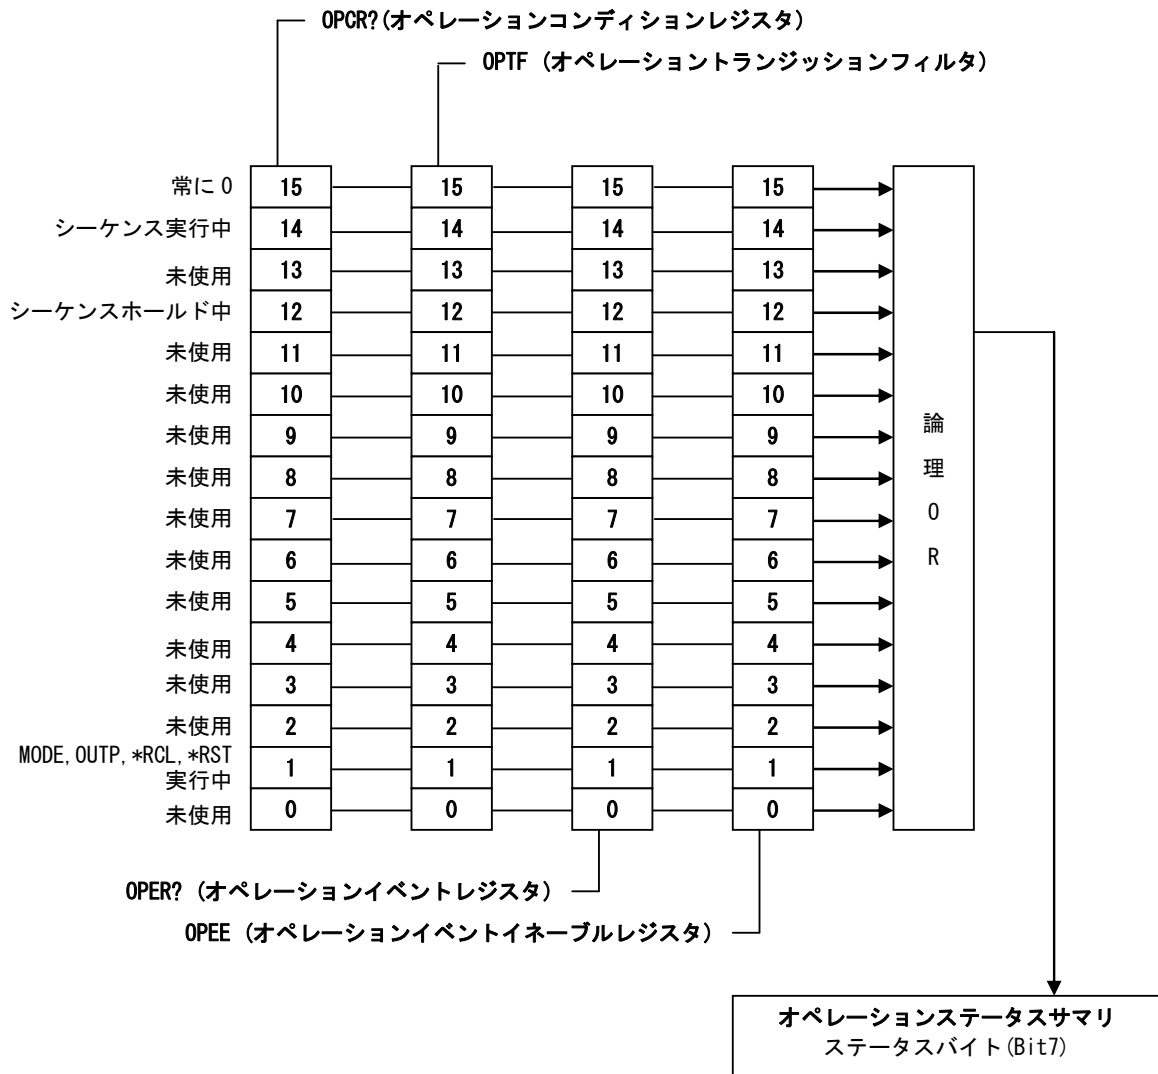 OPCR?(オペレーションコンディションレジスタ)
OPTF (オペレーショントランジッションフィルタ)
常に0 15 15 15 15
シーケンス実行中 14 14 14 14
未使用 13 13 13 13
シーケンスホールド中 12 12 12 12
未使用 11 11 11 11
未使用 10 10 10 10
未使用 9 9 9 9
未使用 8 8 8 8
未使用 7 7 7 7
未使用 6 6 6 6
未使用 5 5 5 5
未使用 4 4 4 4
未使用 3 3 3 3
未使用 2 2 2 2
MODE,OUTP,*RCL,*RST
実行中 1 1 1 1
未使用 0 0 0 0
論
理
O
R
OPER? (オペレーションイベントレジスタ)
OPEE (オペレーションイベントイネーブルレジスタ)
オペレーションステータスサマリ
ステータスバイト(Bit7)